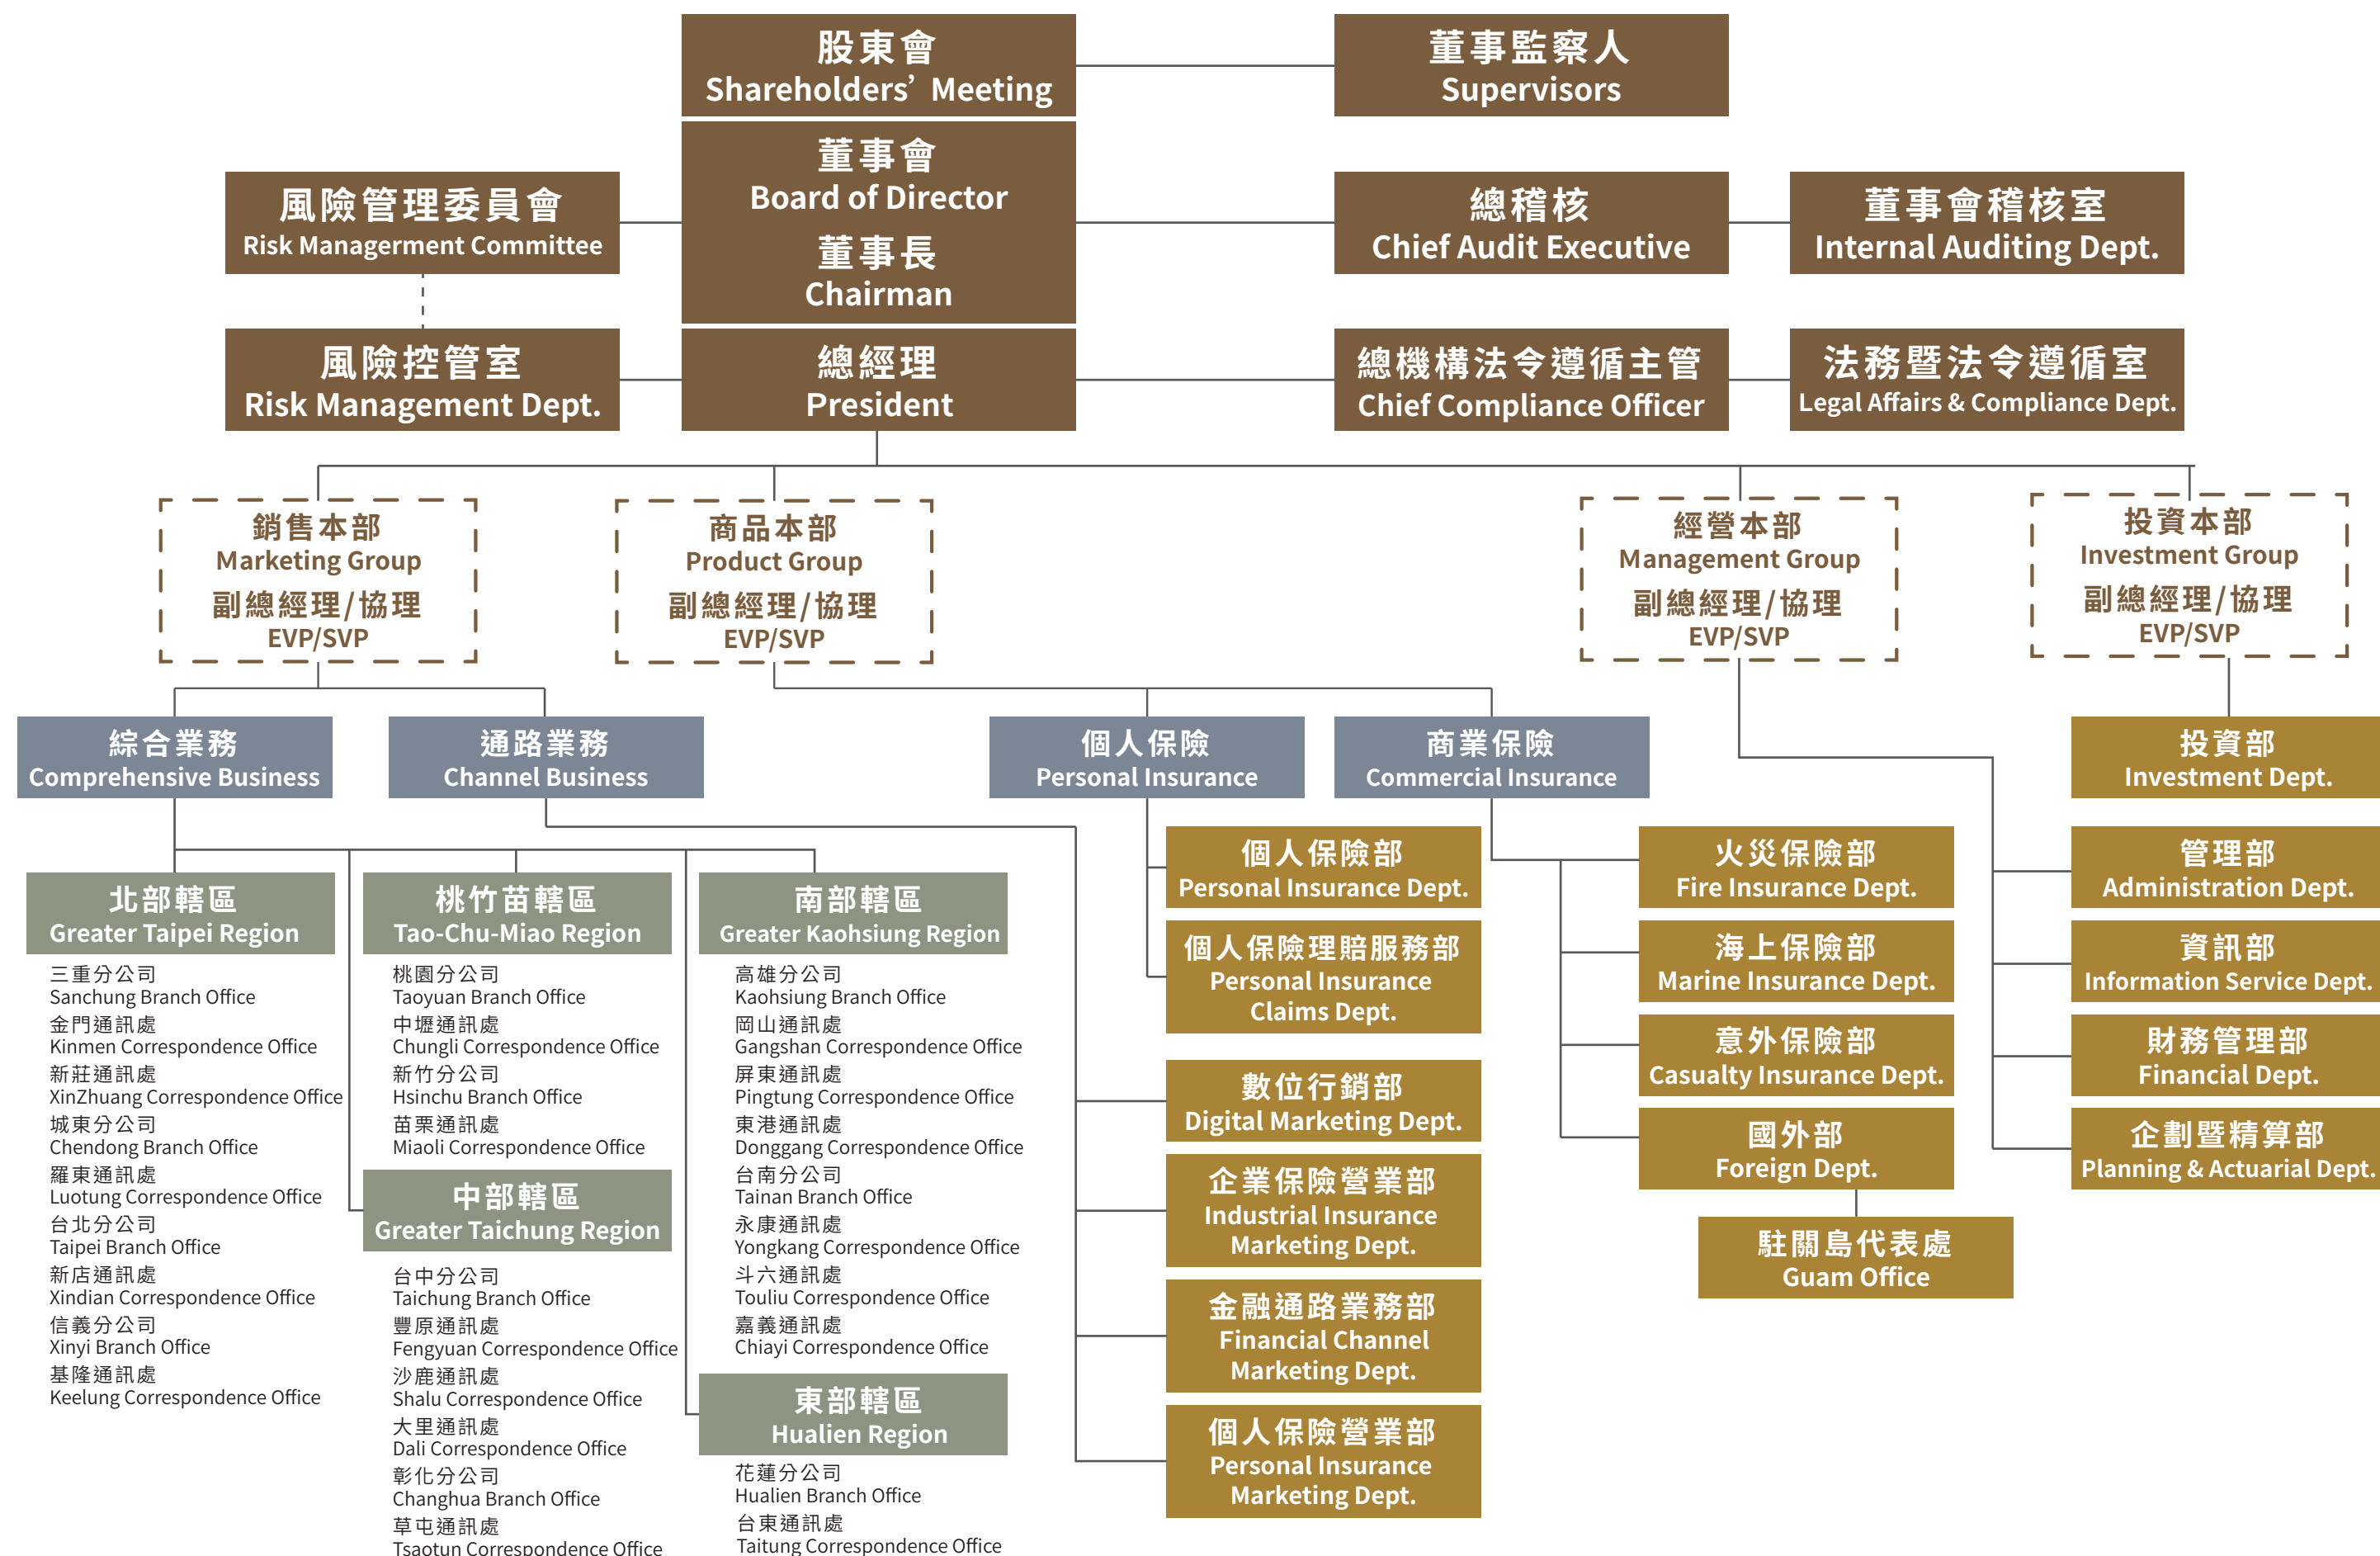 股東會
Shareholders’ Meeting
董事監察人
Supervisors
董事會
Board of Director
董事長
Chairman
風險管理委員會
Risk Managerment Committee
總稽核
Chief Audit Executive
董事會稽核室
Internal Auditing Dept.
風險控管室
Risk Management Dept.
總經理
President
總機構法令遵循主管
Chief Compliance Officer
法務暨法令遵循室
Legal Affairs & Compliance Dept.
銷售本部
Marketing Group
副總經理/協理
EVP/SVP
商品本部
Product Group
副總經理/協理
EVP/SVP
經營本部
Management Group
副總經理/協理
EVP/SVP
投資本部
Investment Group
副總經理/協理
EVP/SVP
綜合業務
Comprehensive Business
通路業務
Channel Business
個人保險
Personal Insurance
商業保險
Commercial Insurance
投資部
Investment Dept.
北部轄區
Greater Taipei Region
三重分公司
Sanchung Branch Office
金門通訊處
Kinmen Correspondence Office
新莊通訊處
XinZhuang Correspondence Office
城東分公司
Chendong Branch Office
羅東通訊處
Luotung Correspondence Office
台北分公司
Taipei Branch Office
新店通訊處
Xindian Correspondence Office
信義分公司
Xinyi Branch Office
基隆通訊處
Keelung Correspondence Office
桃竹苗轄區
Tao-Chu-Miao Region
桃園分公司
Taoyuan Branch Office
中壢通訊處
Chungli Correspondence Office
新竹分公司
Hsinchu Branch Office
苗栗通訊處
Miaoli Correspondence Office
中部轄區
Greater Taichung Region
台中分公司
Taichung Branch Office
豐原通訊處
Fengyuan Correspondence Office
沙鹿通訊處
Shalu Correspondence Office
大里通訊處
Dali Correspondence Office
彰化分公司
Changhua Branch Office
草屯通訊處
Tsaotun Correspondence Office
南部轄區
Greater Kaohsiung Region
高雄分公司
Kaohsiung Branch Office
岡山通訊處
Gangshan Correspondence Office
屏東通訊處
Pingtung Correspondence Office
東港通訊處
Donggang Correspondence Office
台南分公司
Tainan Branch Office
永康通訊處
Yongkang Correspondence Office
斗六通訊處
Touliu Correspondence Office
嘉義通訊處
Chiayi Correspondence Office
東部轄區
Hualien Region
花蓮分公司
Hualien Branch Office
台東通訊處
Taitung Correspondence Office
個人保險部
Personal Insurance Dept.
個人保險理賠服務部
Personal Insurance
Claims Dept.
數位行銷部
Digital Marketing Dept.
企業保險營業部
Industrial Insurance
Marketing Dept.
金融通路業務部
Financial Channel
Marketing Dept.
個人保險營業部
Personal Insurance
Marketing Dept.
火災保險部
Fire Insurance Dept.
海上保險部
Marine Insurance Dept.
意外保險部
Casualty Insurance Dept.
國外部
Foreign Dept.
駐關島代表處
Guam Office
管理部
Administration Dept.
資訊部
Information Service Dept.
財務管理部
Financial Dept.
企劃暨精算部
Planning & Actuarial Dept.